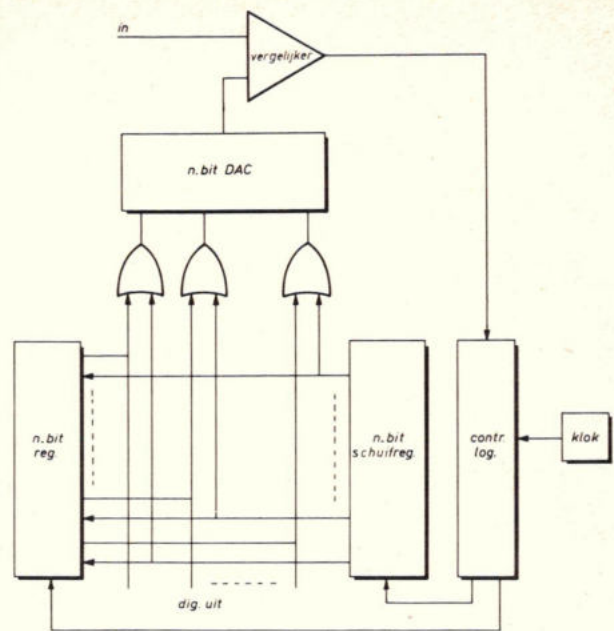 in
vergelijker
n.bit DAC
n.bit
reg.
n.bit
schuifreg.
contr.
log.
klok
dig. uit